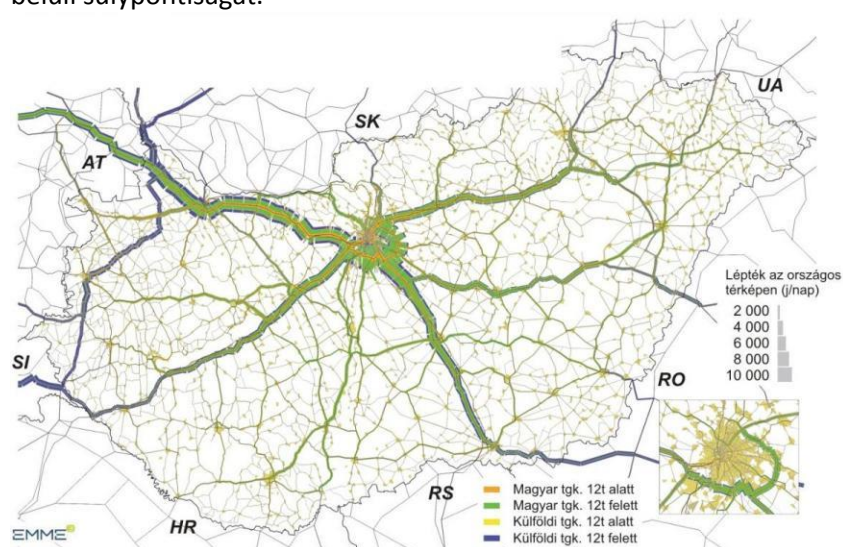 belüli súlypontiságát.
SK
UA
AT
Lépték az országos
térképen (j/nap)
2 000
4 000
6 000
8 000
10 000
SI
RO
RS
HR
Magyar tgk. 12t alatt
Magyar tgk. 12t felett
Külföldi tgk. 12t alatt
Külföldi tgk. 12t felett
EMME